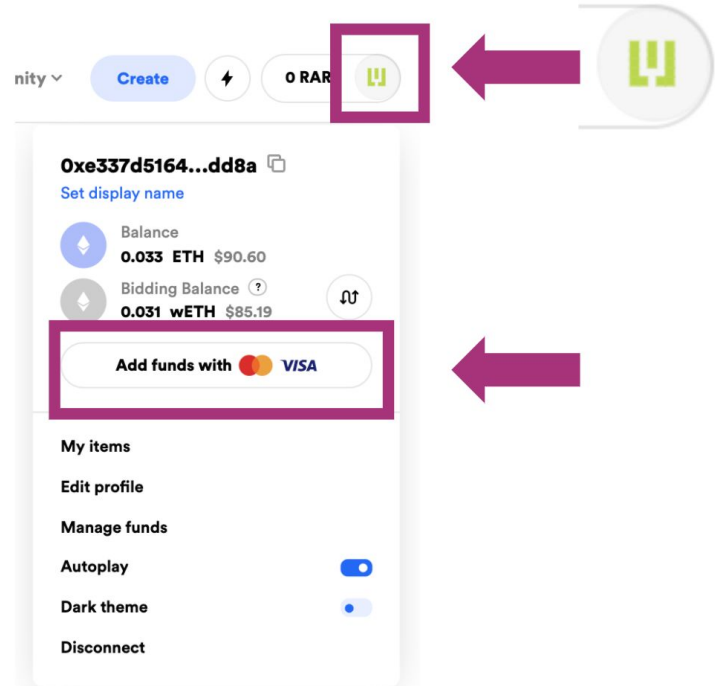 nity
Create
0 RAR
0xe337d5164...dd8a
Set display name
Balance
0.033 ETH $90.60
Bidding Balance ?
0.031 wETH $85.19
Add funds with VISA
My items
Edit profile
Manage funds
Autoplay
Dark theme
Disconnect